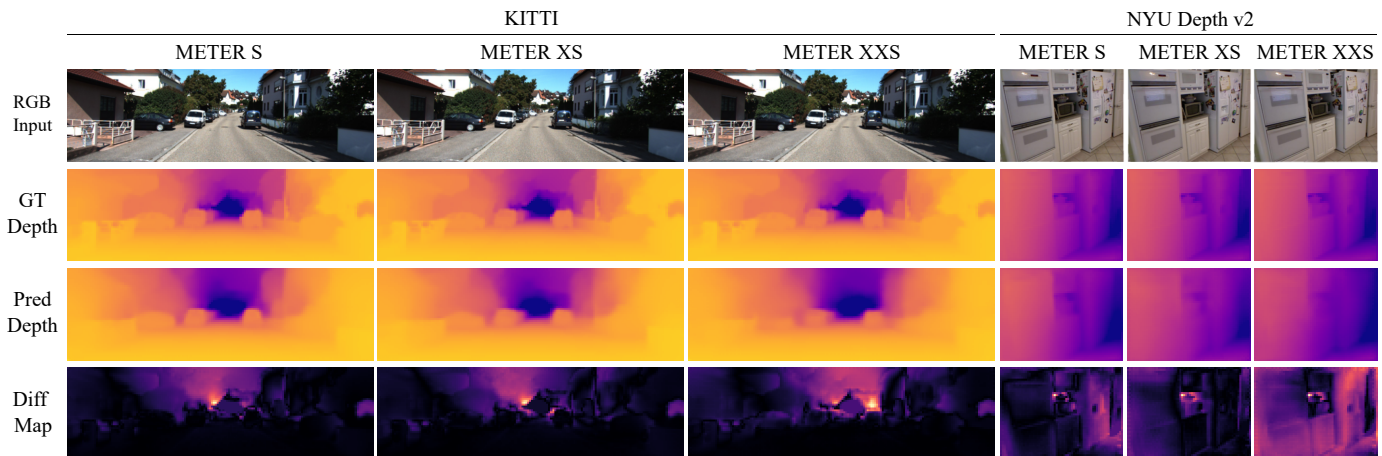 KITTI
NYU Depth v2
METER S
METER XS
METER XXS
METER S
METER XS
METER XXS
RGB
Input
GT
Depth
Pred
Depth
Diff
Map